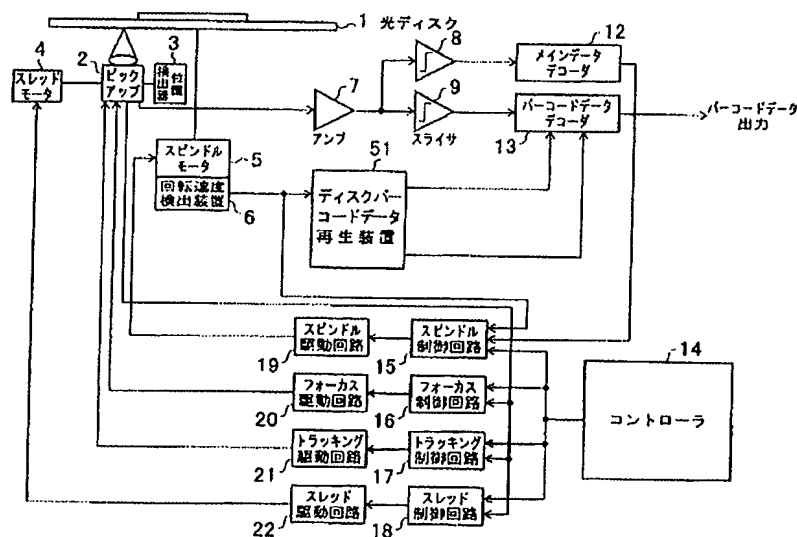 1 光ディスク
8
12
4
2
3
スレッド
モータ
ピック
アップ
位置
検出器
7
アンプ
9
スライサ
メインデータ
デコーダ
バーコードデータ
デコーダ
13
バーコードデータ
出力
スピンドル
モータ
5
回転速度
検出装置
6
51
ディスクバー
コードデータ
再生装置
スピンドル
駆動回路
19
スピンドル
制御回路
15
14
コントローラ
フォーカス
駆動回路
20
フォーカス
制御回路
16
トラッキング
駆動回路
21
トラッキング
制御回路
17
スレッド
駆動回路
22
スレッド
制御回路
18